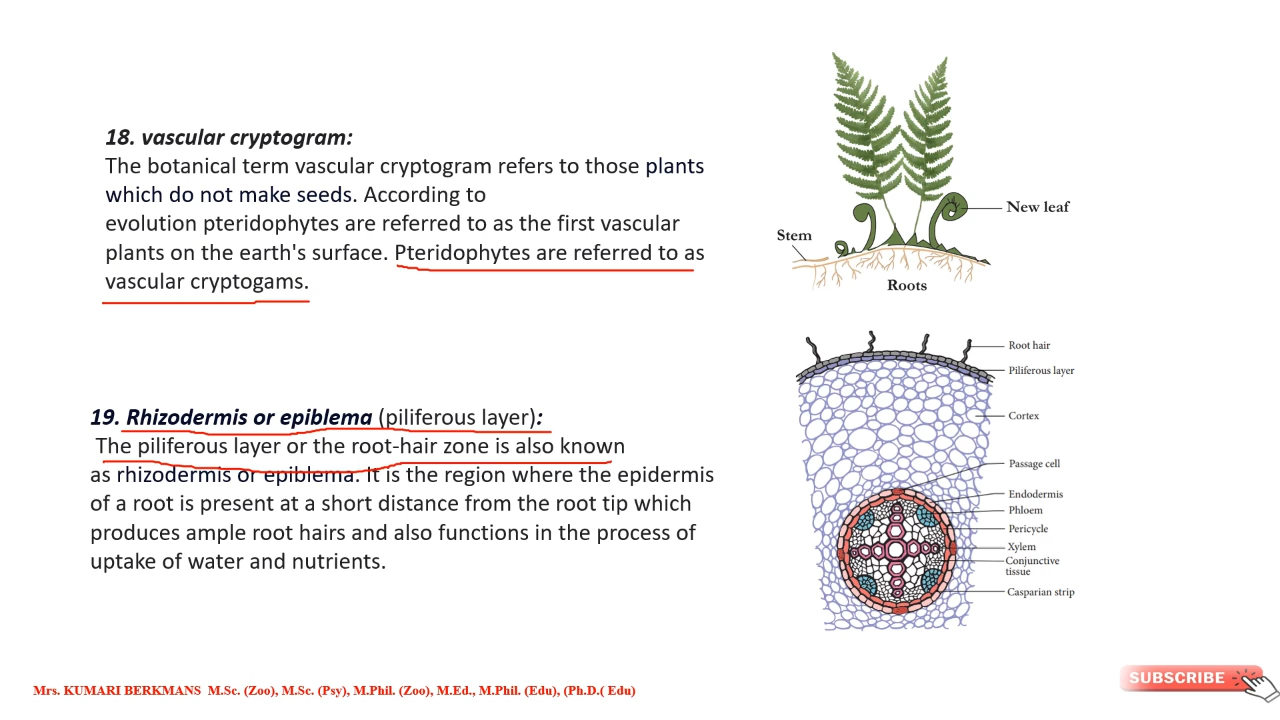 18. vascular cryptogram:
The botanical term vascular cryptogram refers to those plants
which do not make seeds. According to
evolution pteridophytes are referred to as the first vascular
plants on the earth's surface. Pteridophytes are referred to as
vascular cryptogams.
New leaf
Stem
Roots
19. Rhizodermis or epiblema (piliferous layer):
The piliferous layer or the root-hair zone is also known
as rhizodermis or epiblema. It is the region where the epidermis
of a root is present at a short distance from the root tip which
produces ample root hairs and also functions in the process of
uptake of water and nutrients.
Root hair
Piliferous layer
Cortex
Passage cell
Endodermis
Phloem
Pericycle
Xylem
Conjunctive
tissue
Casparian strip
Mrs. KUMARI BERKMANS M.Sc. (Zoo), M.Sc. (Psy), M.Phil. (Zoo), M.Ed., M.Phil. (Edu), (Ph.D.( Edu)
SUBSCRIBE